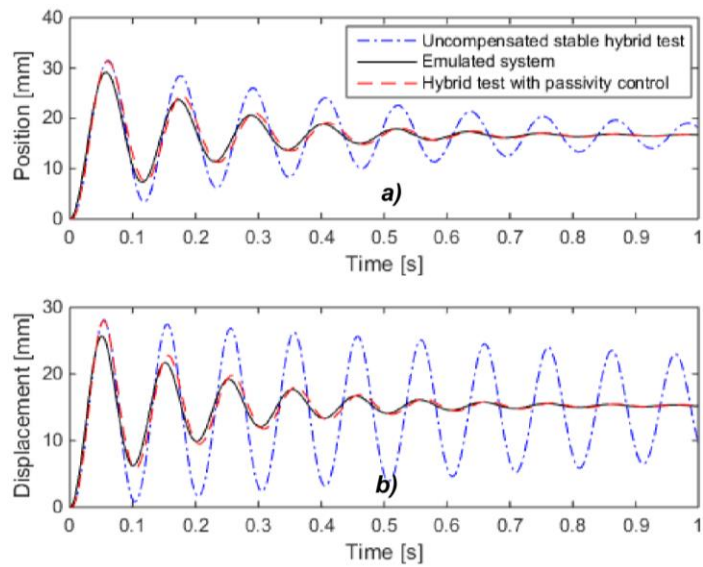 40
30
20
10
0
Position [mm]
Uncompensated stable hybrid test
Emulated system
Hybrid test with passivity control
a)
0 0.1 0.2 0.3 0.4 0.5 0.6 0.7 0.8 0.9 1
Time [s]
30
20
10
0
Displacement [mm]
b)
0 0.1 0.2 0.3 0.4 0.5 0.6 0.7 0.8 0.9 1
Time [s]